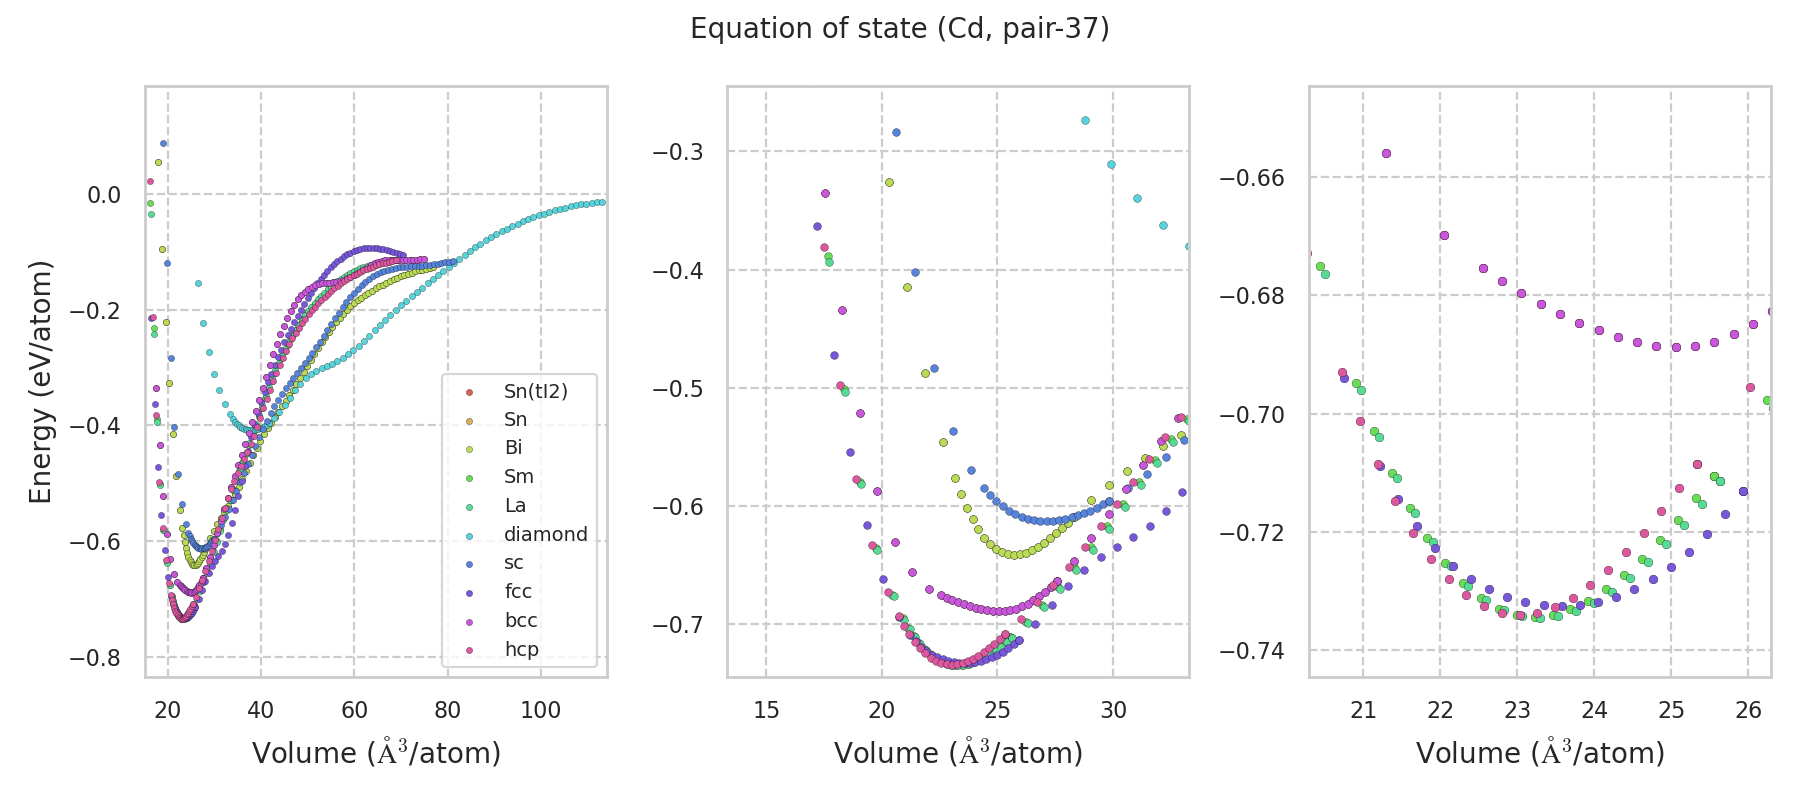 Equation of state (Cd, pair-37)
Energy (eV/atom)
0.0
−0.2
−0.4
−0.6
−0.8
20 40 60 80 100
Volume (Å³/atom)
Sn(tI2)
Sn
Bi
Sm
La
diamond
sc
fcc
bcc
hcp
−0.3
−0.4
−0.5
−0.6
−0.7
15 20 25 30
Volume (Å³/atom)
−0.66
−0.68
−0.70
−0.72
−0.74
21 22 23 24 25 26
Volume (Å³/atom)